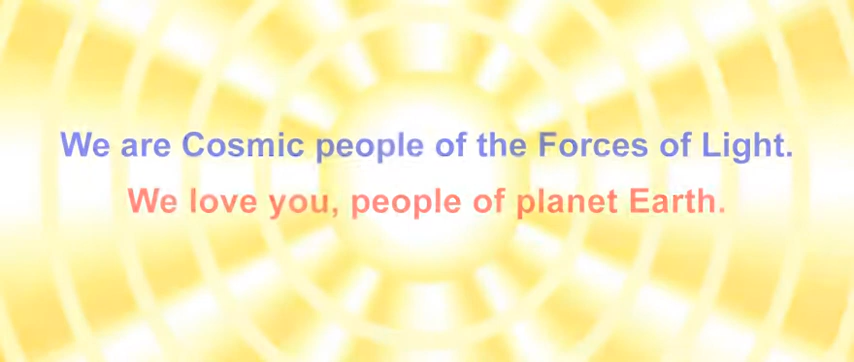 We are Cosmic people of the Forces of Light.
We love you, people of planet Earth.